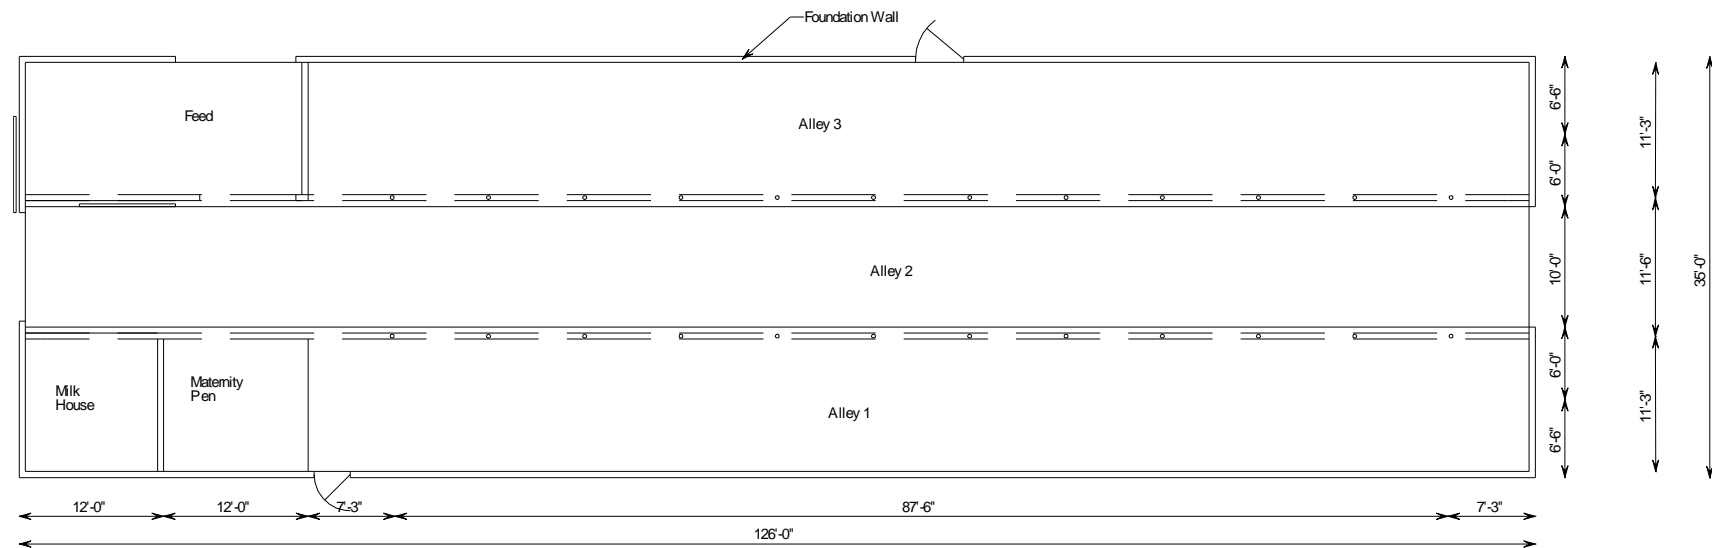 Foundation Wall
Feed
Alley 3
6'-6"
11'-3"
6'-0"
Alley 2
10'-0"
11'-6"
35'-0"
Milk
House
Maternity
Pen
Alley 1
6'-0"
11'-3"
6'-6"
12'-0"
12'-0"
7'-3"
87'-6"
7'-3"
126'-0"